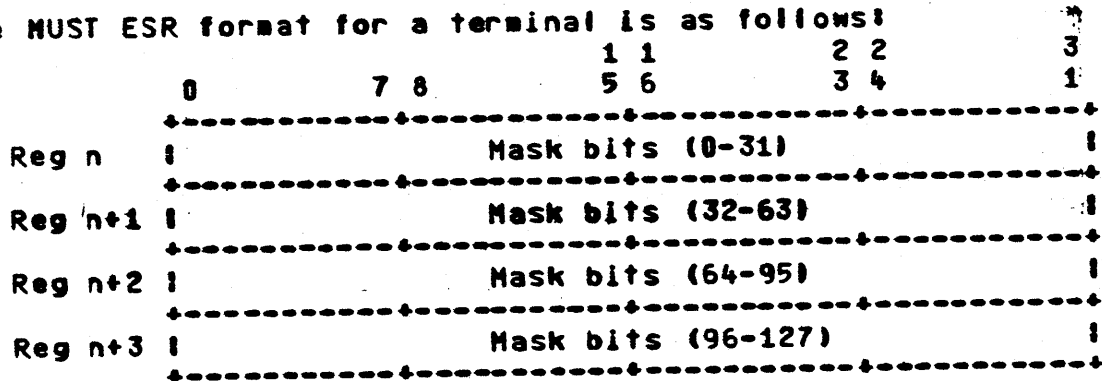 MUST ESR format for a terminal is as follows:
1 1 2 2 3
0 7 8 5 6 3 4 1
Reg n Mask bits (0-31)
Reg n+1 Mask bits (32-63)
Reg n+2 Mask bits (64-95)
Reg n+3 Mask bits (96-127)